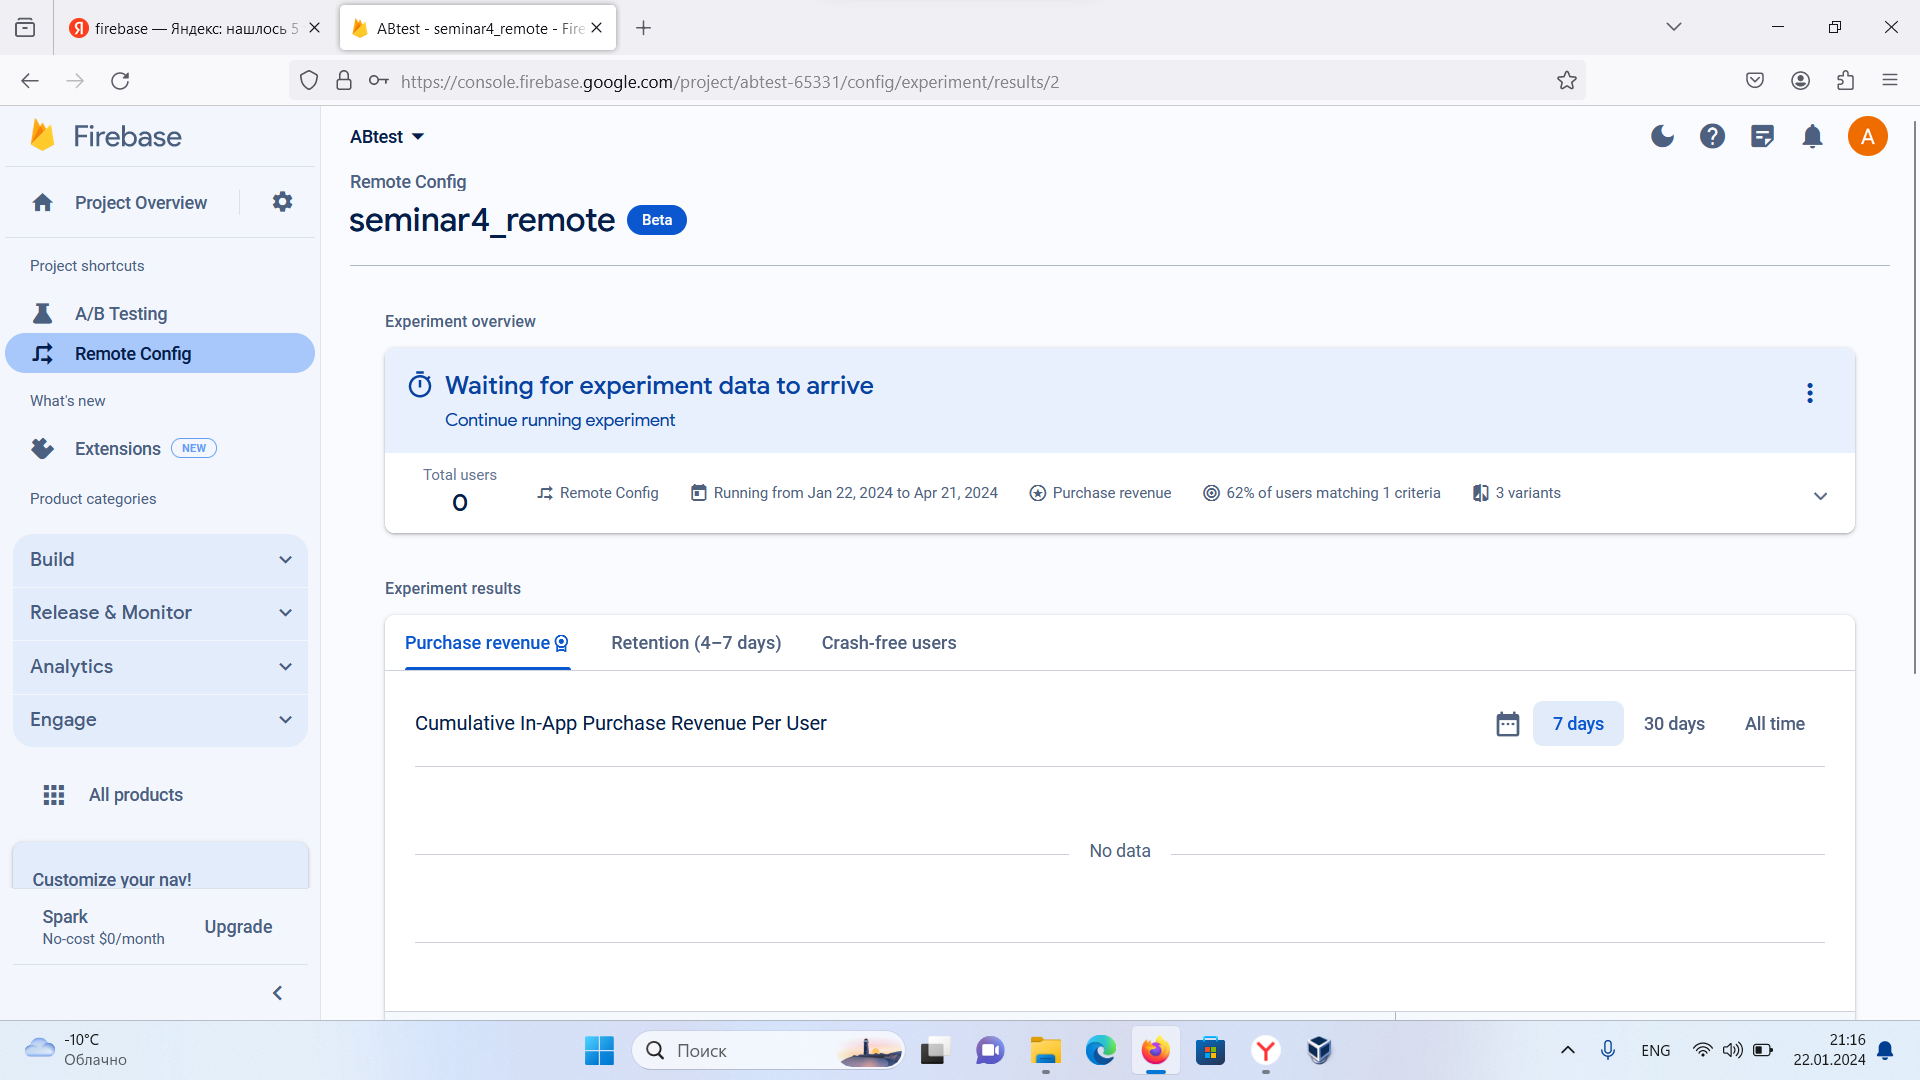 firebase — Яндекс: нашлось 5
ABtest - seminar4_remote - Fire
https://console.firebase.google.com/project/abtest-65331/config/experiment/results/2
Firebase
Project Overview
Project shortcuts
A/B Testing
Remote Config
What's new
Extensions NEW
Product categories
Build
Release & Monitor
Analytics
Engage
All products
Customize your nav!
Spark
No-cost $0/month
Upgrade
ABtest
A
Remote Config
seminar4_remote Beta
Experiment overview
Waiting for experiment data to arrive
Continue running experiment
Total users
0
Remote Config
Running from Jan 22, 2024 to Apr 21, 2024
Purchase revenue
62% of users matching 1 criteria
3 variants
Experiment results
Purchase revenue
Retention (4–7 days)
Crash-free users
Cumulative In-App Purchase Revenue Per User
7 days
30 days
All time
No data
-10°C
Облачно
Поиск
ENG
21:16
22.01.2024